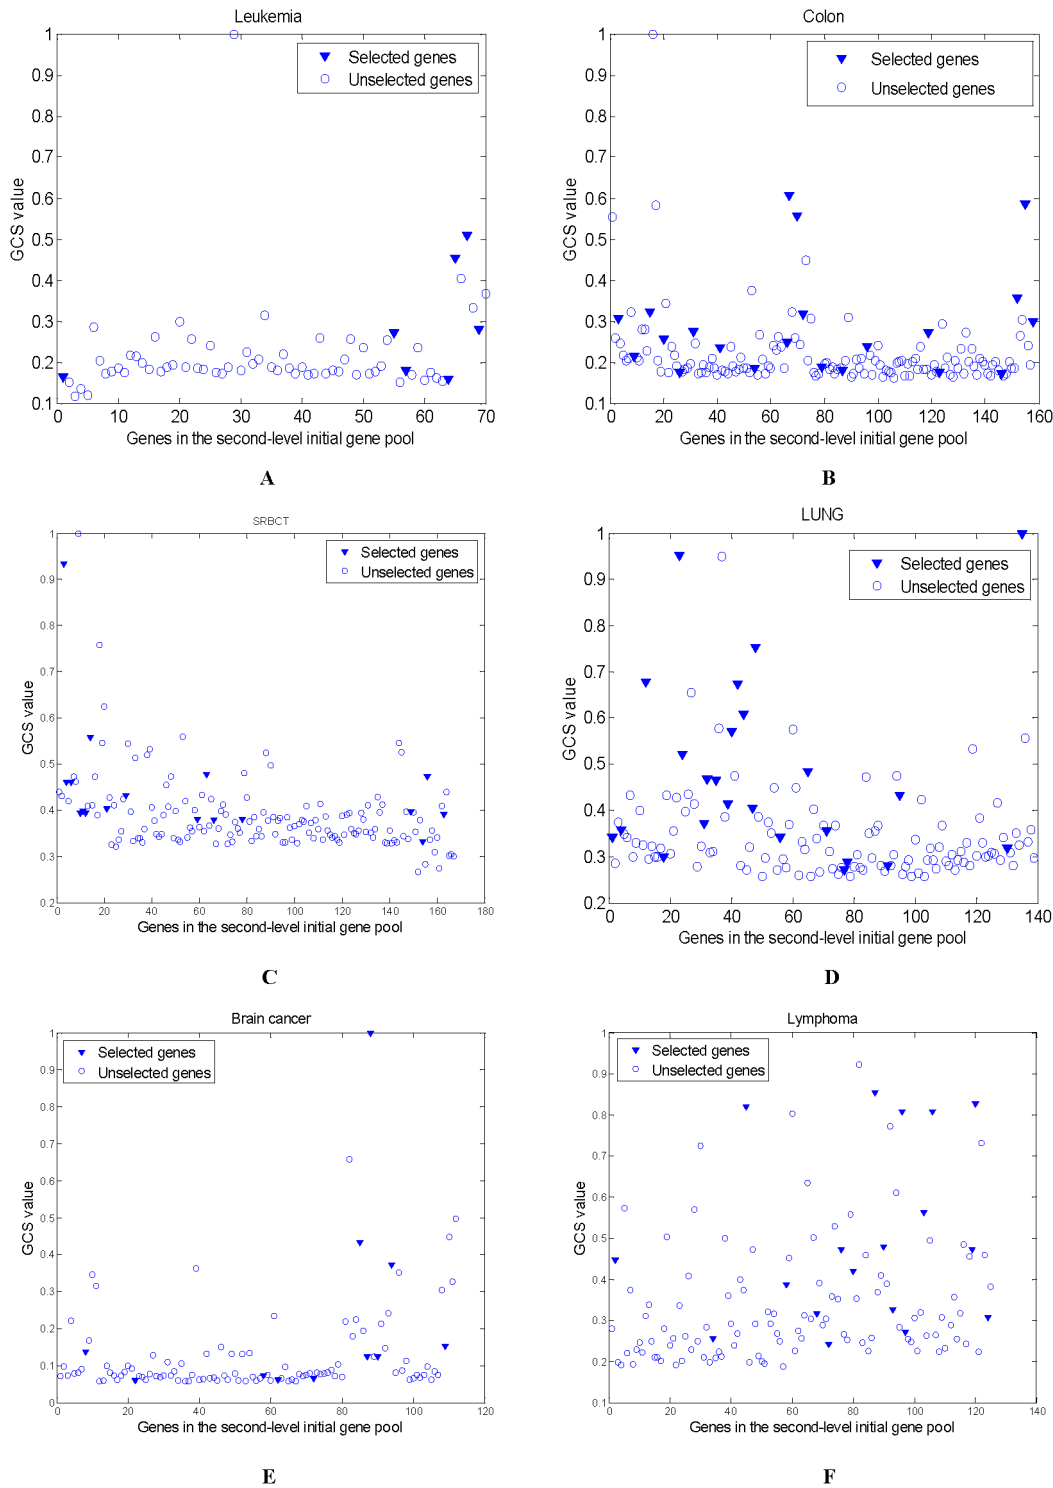 Leukemia
1
0.9
0.8
0.7
0.6
0.5
0.4
0.3
0.2
0.1
GCS value
Selected genes
Unselected genes
0 10 20 30 40 50 60 70
Genes in the second-level initial gene pool
A
Colon
1
0.9
0.8
0.7
0.6
0.5
0.4
0.3
0.2
0.1
GCS value
Selected genes
Unselected genes
0 20 40 60 80 100 120 140 160
Genes in the second-level initial gene pool
B
SRBCT
1
0.9
0.8
0.7
0.6
0.5
0.4
0.3
0.2
GCS value
Selected genes
Unselected genes
0 20 40 60 80 100 120 140 160 180
Genes in the second-level initial gene pool
C
LUNG
1
0.9
0.8
0.7
0.6
0.5
0.4
0.3
0.2
GCS value
Selected genes
Unselected genes
0 20 40 60 80 100 120 140
Genes in the second-level initial gene pool
D
Brain cancer
1
0.9
0.8
0.7
0.6
0.5
0.4
0.3
0.2
0.1
0
GCS value
Selected genes
Unselected genes
0 20 40 60 80 100 120
Genes in the second-level initial gene pool
E
Lymphoma
1
0.9
0.8
0.7
0.6
0.5
0.4
0.3
0.2
0.1
GCS value
Selected genes
Unselected genes
0 20 40 60 80 100 120 140
Genes in the second-level initial gene pool
F